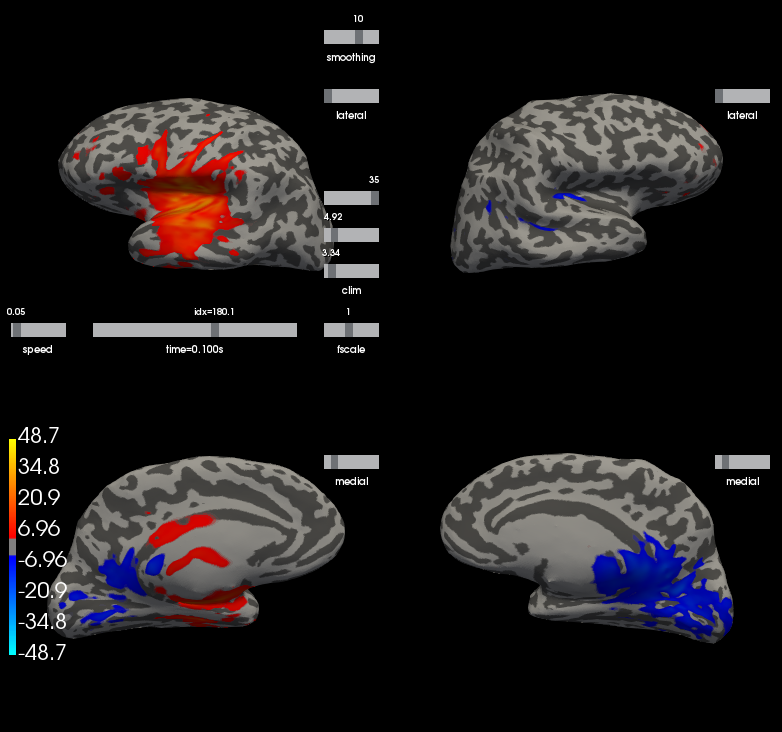 10
smoothing
lateral
lateral
35
4.92
3.34
clim
0.05
idx=180.1
1
speed
time=0.100s
fscale
48.7
34.8
20.9
6.96
-6.96
-20.9
-34.8
-48.7
medial
medial